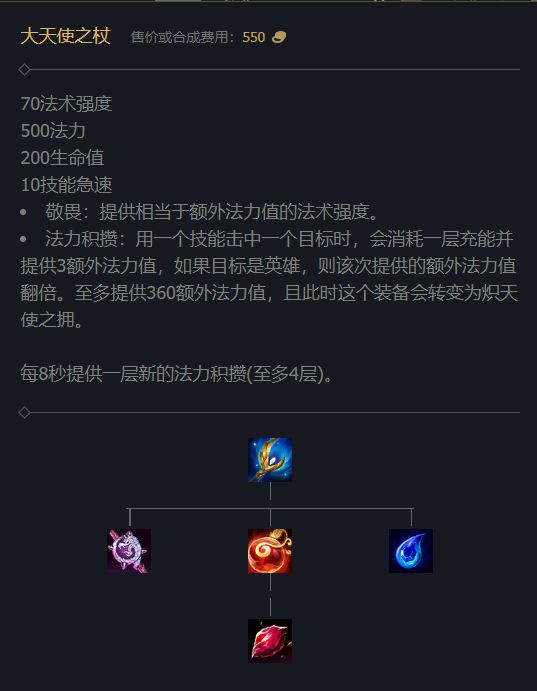 大天使之杖 售价或合成费用：550
70法术强度
500法力
200生命值
10技能急速
• 敬畏：提供相当于额外法力值的法术强度。
• 法力积攒：用一个技能击中一个目标时，会消耗一层充能并
提供3额外法力值，如果目标是英雄，则该次提供的额外法力值
翻倍。至多提供360额外法力值，且此时这个装备会转变为炽天
使之拥。
每8秒提供一层新的法力积攒(至多4层)。